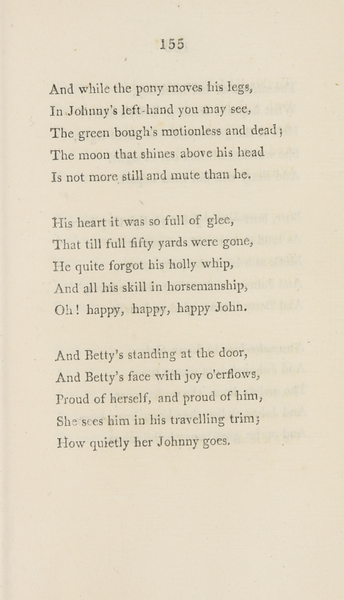 155
And while the pony moves his legs,
In Johnny's left-hand you may see,
The green bough's motionless and dead;
The moon that shines above his head
Is not more still and mute than he.
His heart it was so full of glee,
That till full fifty yards were gone,
He quite forgot his holly whip,
And all his skill in horsemanship,
Oh! happy, happy, happy John.
And Betty's standing at the door,
And Betty's face with joy o'erflows,
Proud of herself, and proud of him,
She sees him in his travelling trim;
How quietly her Johnny goes.